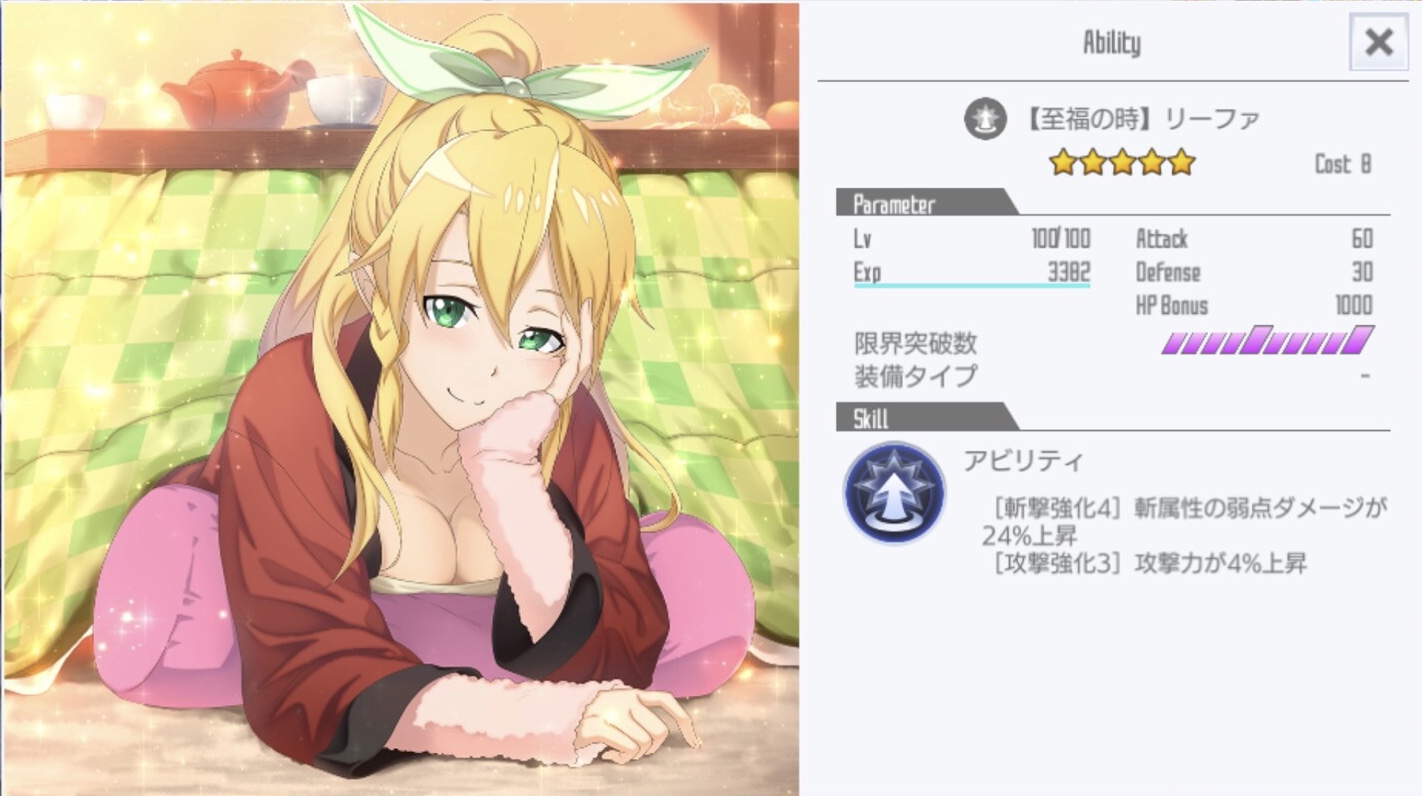 Ability
【至福の時】リーファ
Cost 8
Parameter
Lv 100/100 Attack 60
Exp 3382 Defense 30
HP Bonus 1000
限界突破数
装備タイプ -
Skill
アビリティ
［斬撃強化4］斬属性の弱点ダメージが
24%上昇
［攻撃強化3］攻撃力が4%上昇